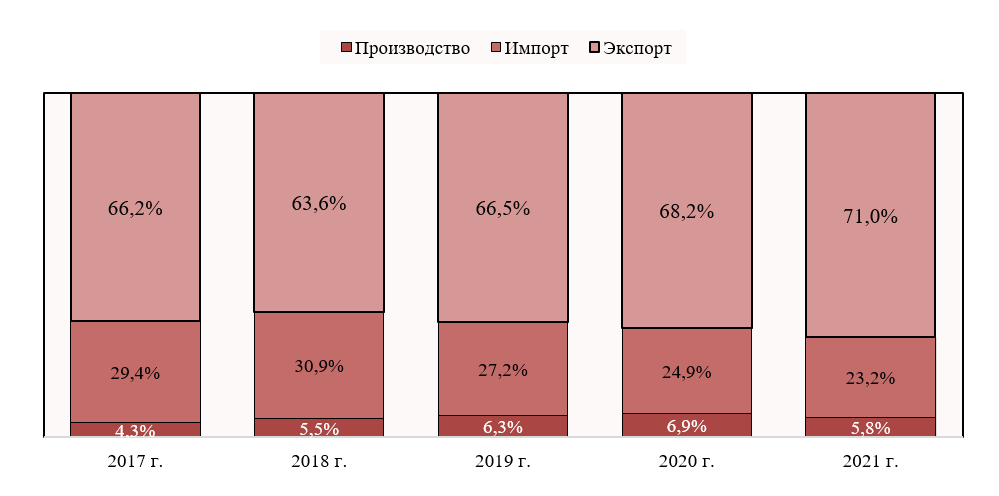 Производство Импорт Экспорт
66,2% 63,6% 66,5% 68,2% 71,0%
29,4% 30,9% 27,2% 24,9% 23,2%
4,3% 5,5% 6,3% 6,9% 5,8%
2017 г. 2018 г. 2019 г. 2020 г. 2021 г.